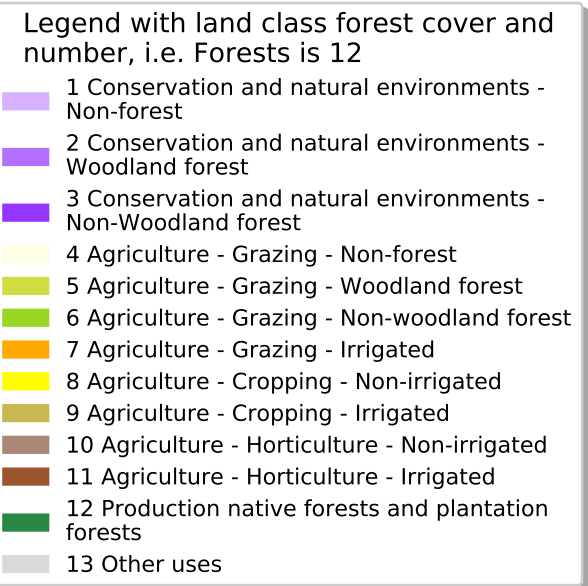 Legend with land class forest cover and
number, i.e. Forests is 12
1 Conservation and natural environments -
Non-forest
2 Conservation and natural environments -
Woodland forest
3 Conservation and natural environments -
Non-Woodland forest
4 Agriculture - Grazing - Non-forest
5 Agriculture - Grazing - Woodland forest
6 Agriculture - Grazing - Non-woodland forest
7 Agriculture - Grazing - Irrigated
8 Agriculture - Cropping - Non-irrigated
9 Agriculture - Cropping - Irrigated
10 Agriculture - Horticulture - Non-irrigated
11 Agriculture - Horticulture - Irrigated
12 Production native forests and plantation
forests
13 Other uses